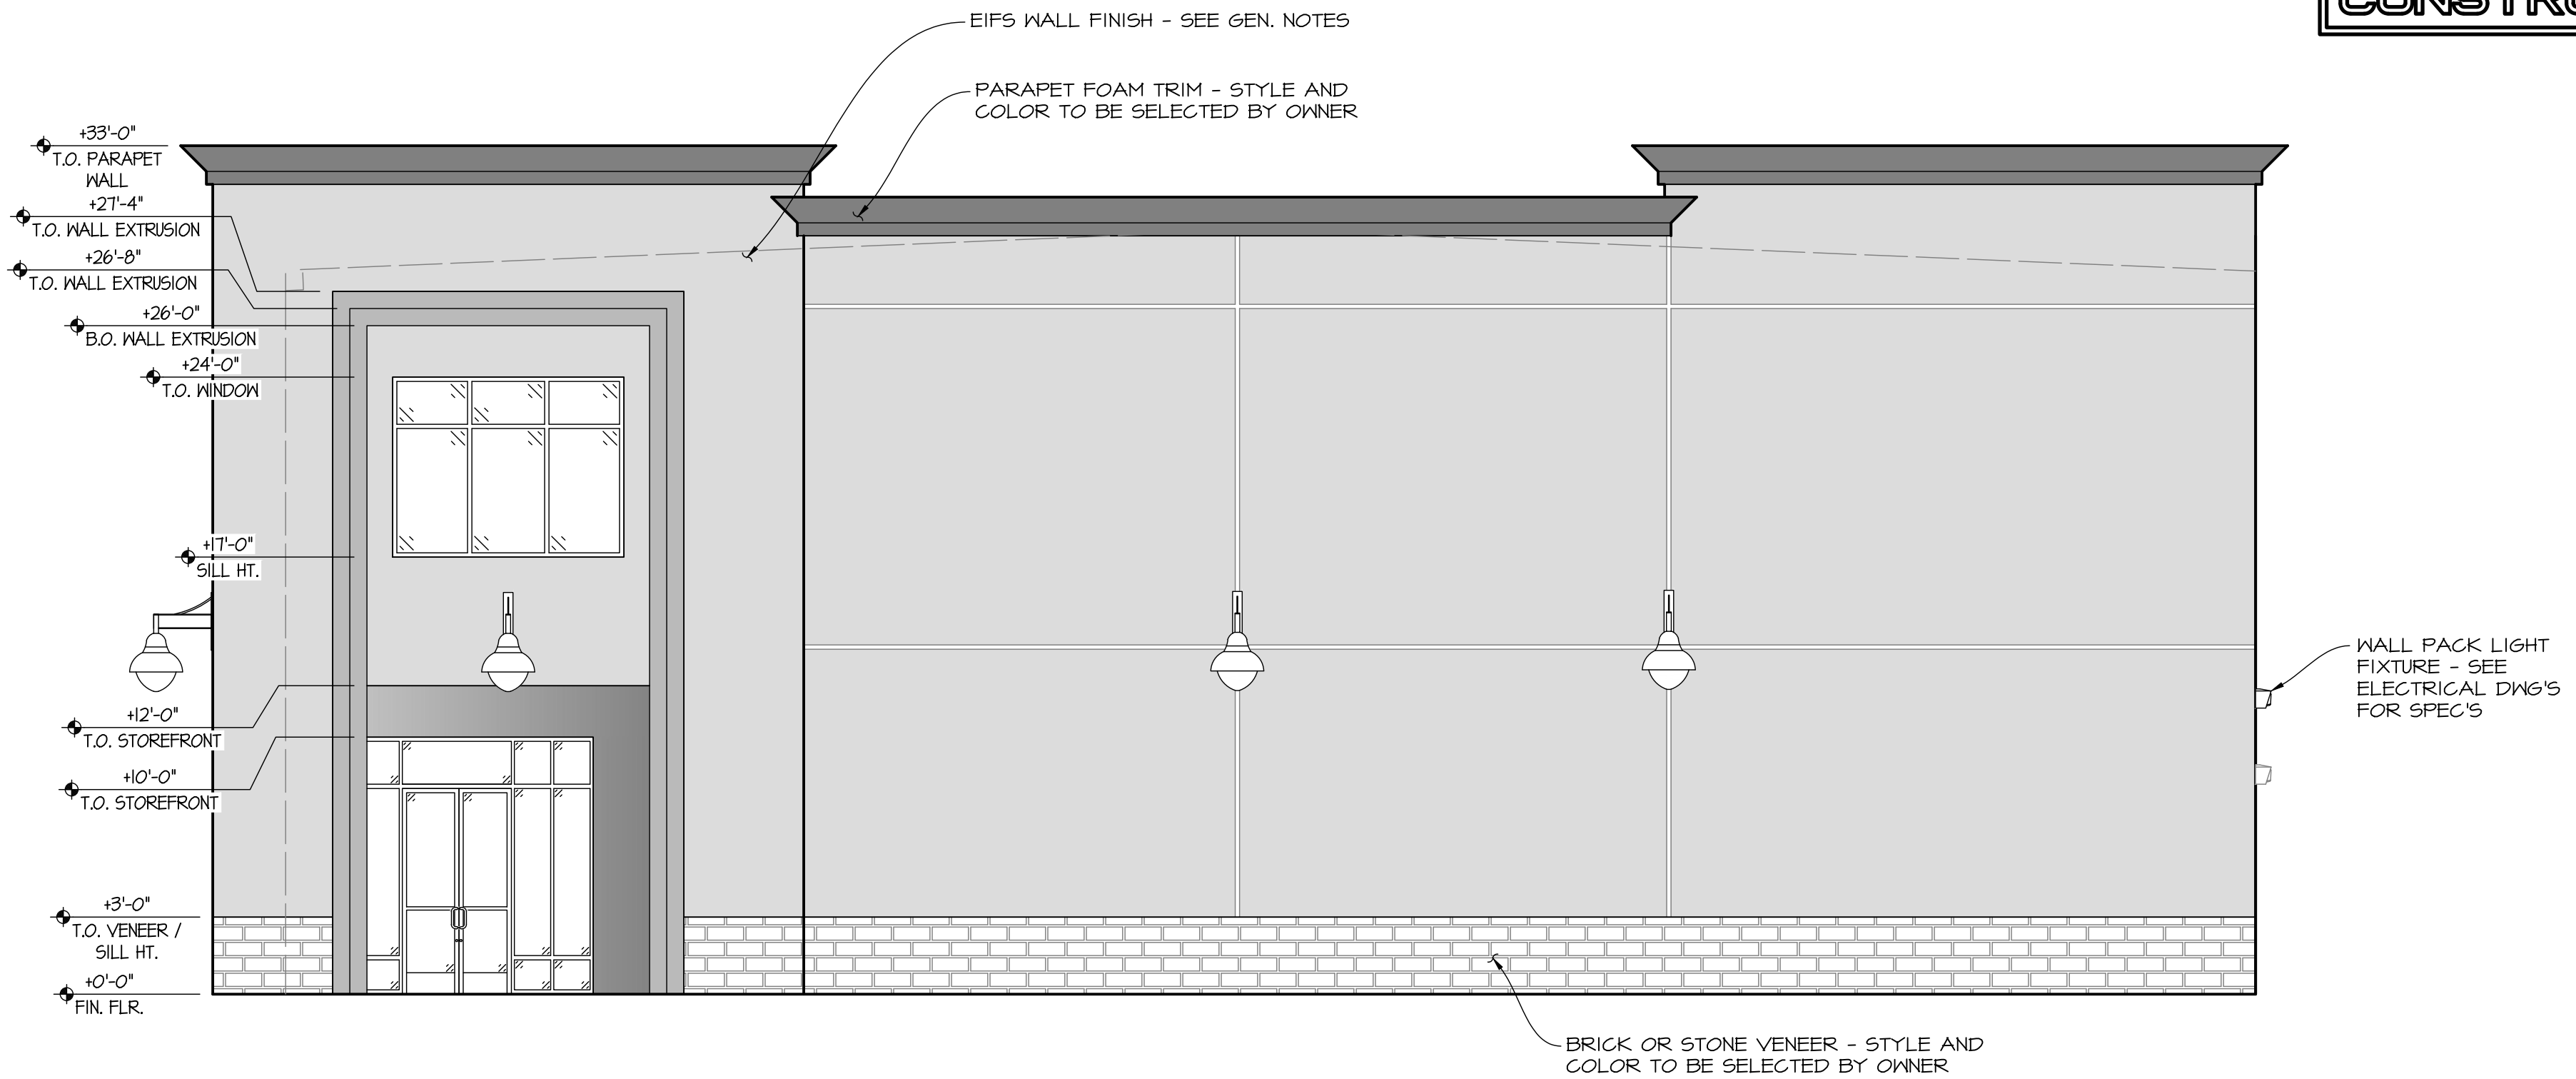 CONSTRU
EIFS WALL FINISH - SEE GEN. NOTES
PARAPET FOAM TRIM - STYLE AND
COLOR TO BE SELECTED BY OWNER
+33'-0"
T.O. PARAPET
WALL
+27'-4"
T.O. WALL EXTRUSION
+26'-8"
T.O. WALL EXTRUSION
+26'-0"
B.O. WALL EXTRUSION
+24'-0"
T.O. WINDOW
+17'-0"
SILL HT.
+12'-0"
T.O. STOREFRONT
+10'-0"
T.O. STOREFRONT
+3'-0"
T.O. VENEER /
SILL HT.
+0'-0"
FIN. FLR.
WALL PACK LIGHT
FIXTURE - SEE
ELECTRICAL DWG'S
FOR SPEC'S
BRICK OR STONE VENEER - STYLE AND
COLOR TO BE SELECTED BY OWNER